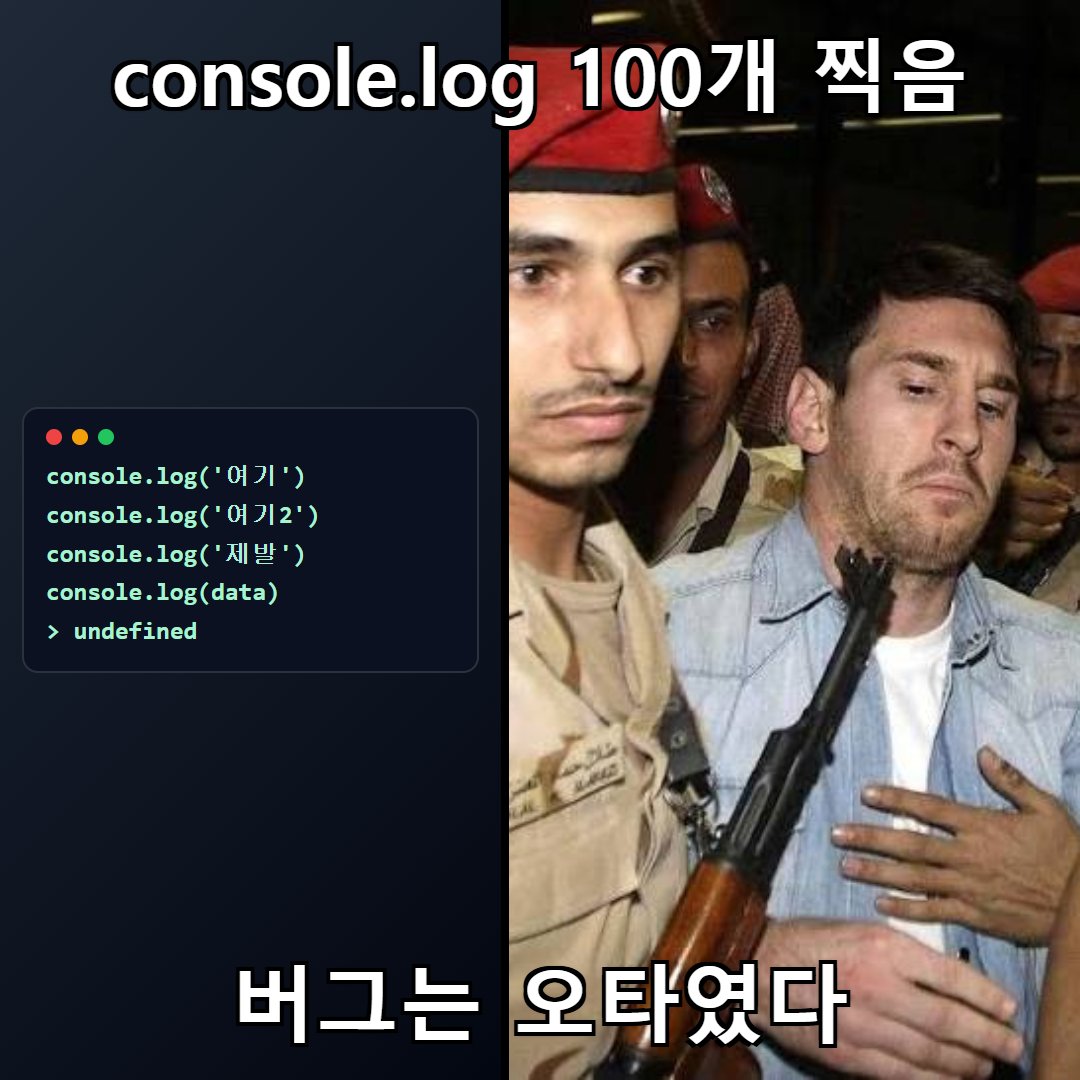 console.log 100개 찍음
console.log('여기')
console.log('여기2')
console.log('제발')
console.log(data)
> undefined
버그는 오타였다